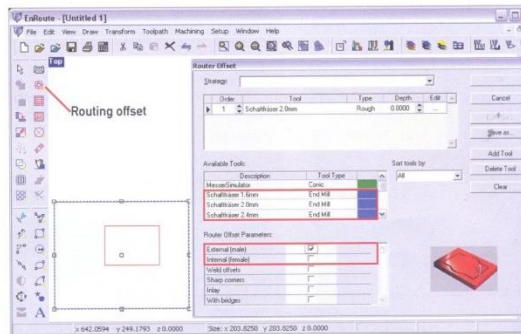 EnRoute - [Untitled 1]
File Edit View Draw Transform Toolpath Machining Setup Window Help
Top
Routing offset
Router Offset
Strategy:
Order Tool Type Depth Edit
1 Schaftfräser 2.0mm Rough 0.0000 ...
Cancel
Save as...
Add Tool
Delete Tool
Clear
Available Tools:
Sort tools by
All
Description Tool Type
MesserSimulator Conic
Schaftfräser 1.6mm End Mill
Schaftfräser 2.0mm End Mill
Schaftfräser 2.4mm End Mill
Router Offset Parameters:
External (male)
Internal (female)
Weld offsets
Sharp corners
Inlay
With bridges
x 642.0594 y 249.1793 z 0.0000 Size: x 203.8250 y 203.8250 z 0.0000